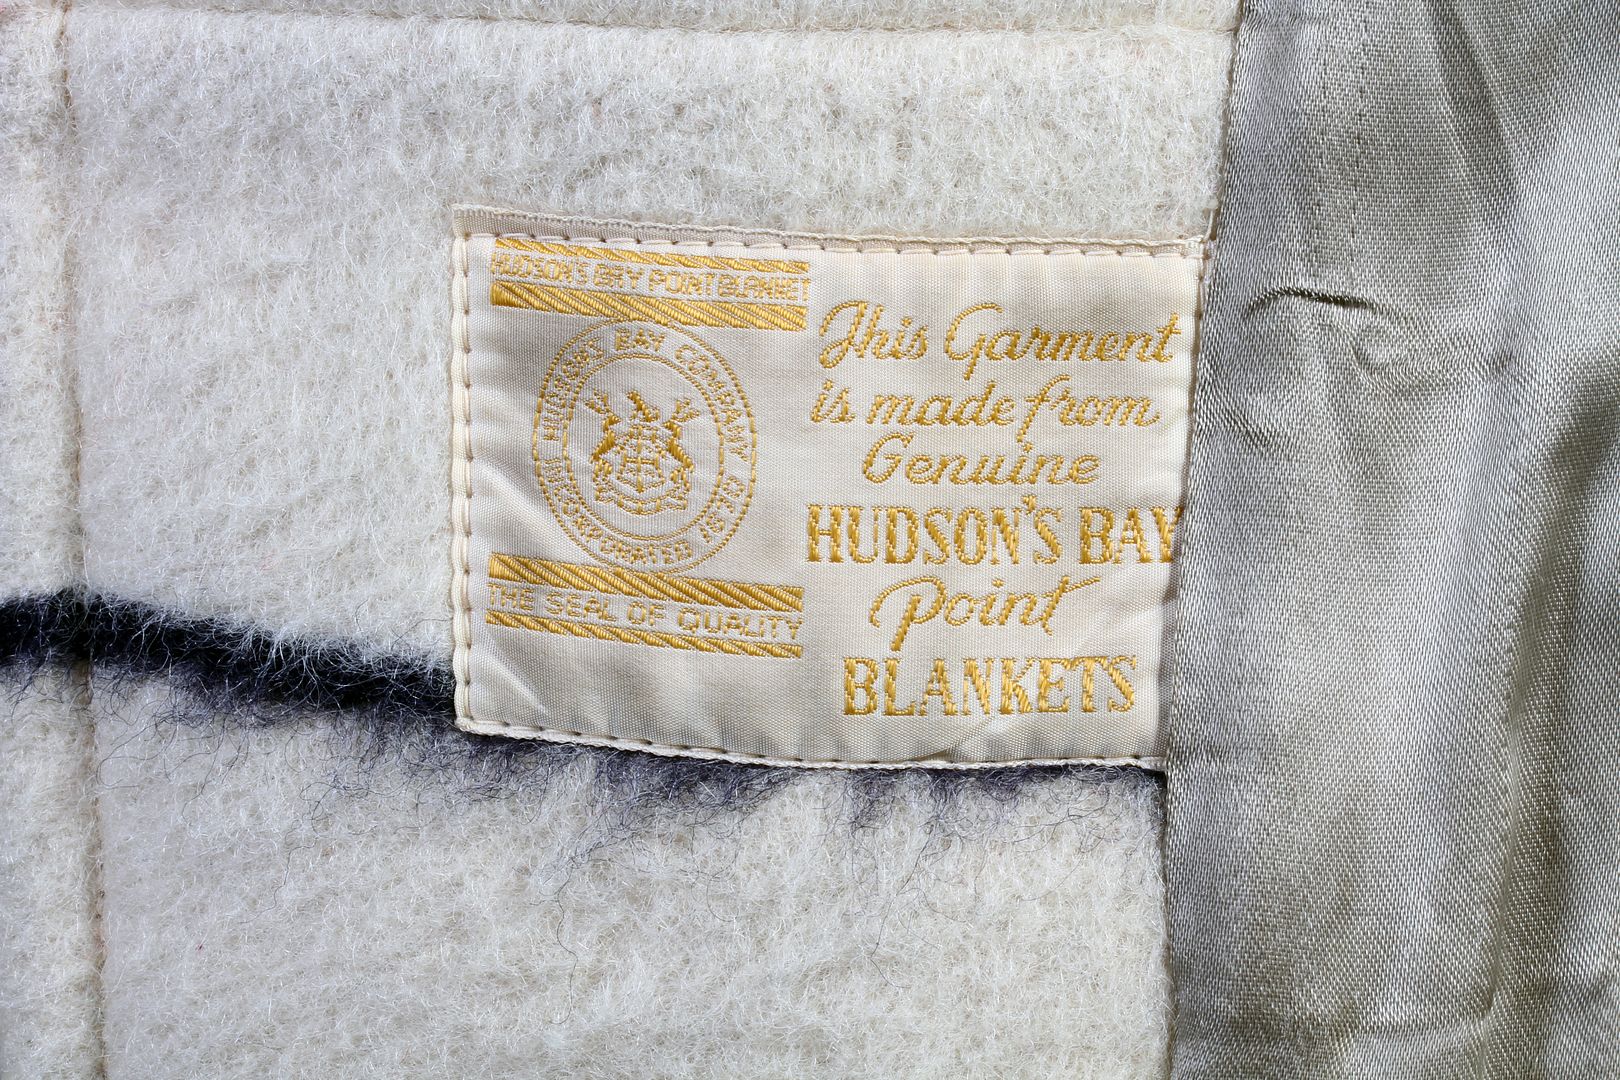 HUDSON'S BAY POINT BLANKET
HUDSON'S BAY COMPANY
INCORPORATED 1670
THE SEAL OF QUALITY
This Garment
is made from
Genuine
HUDSON'S BAY
Point
BLANKETS